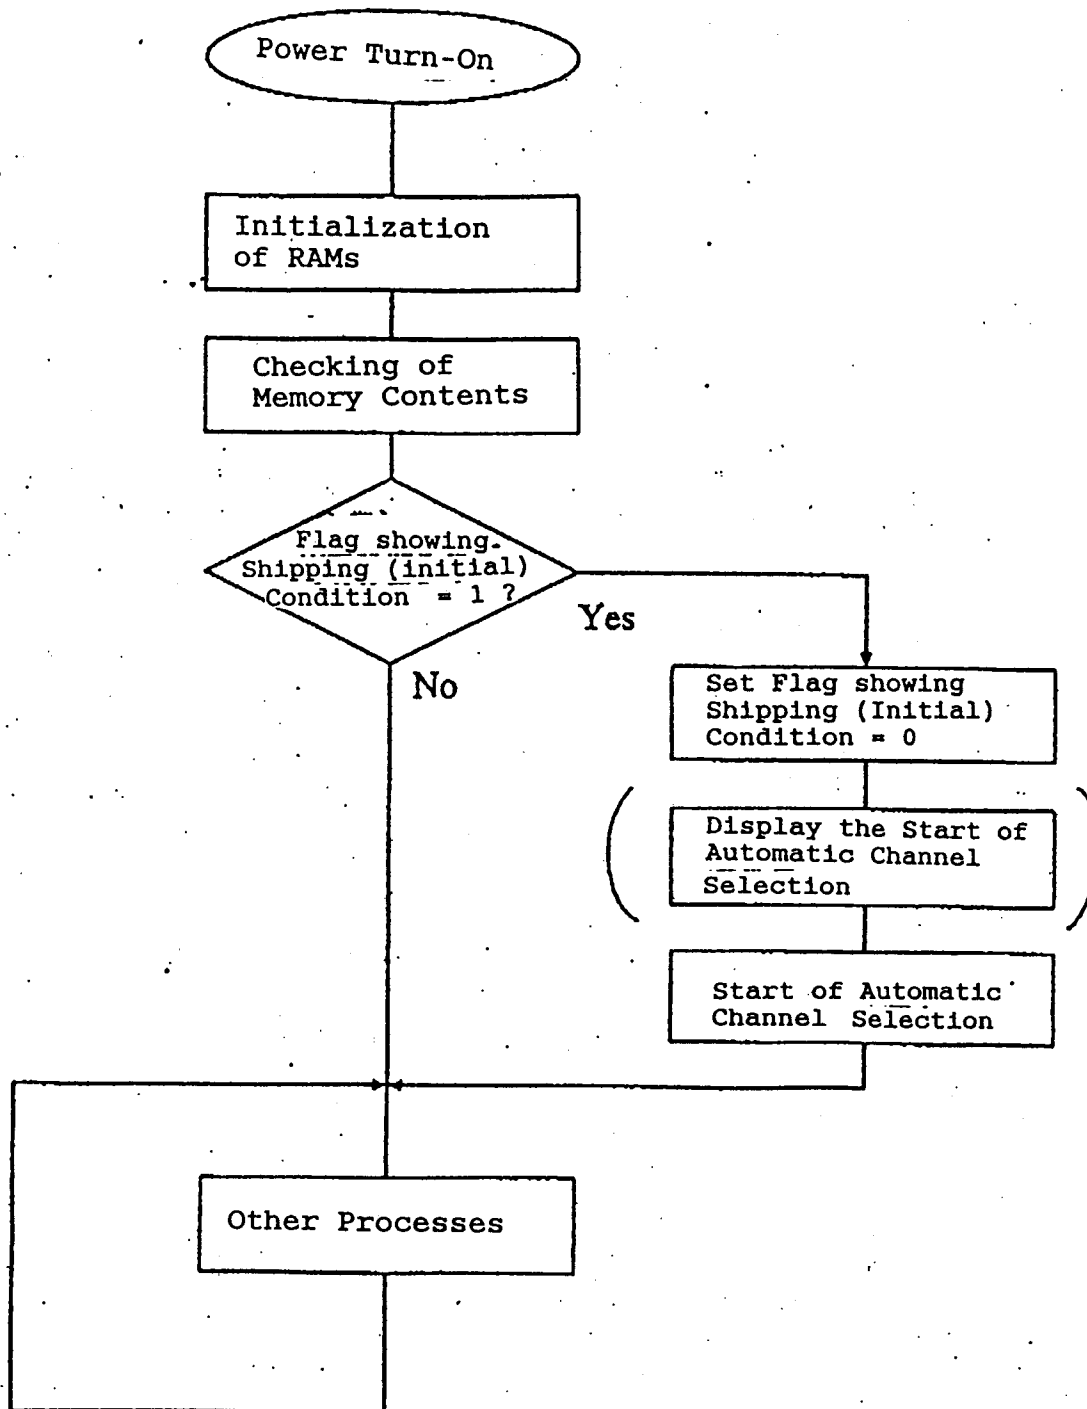 Power Turn-On
Initialization
of RAMs
Checking of
Memory Contents
Flag showing
Shipping (initial)
Condition = 1 ?
Yes
No
Set Flag showing
Shipping (Initial)
Condition = 0
Display the Start of
Automatic Channel
Selection
Start of Automatic
Channel Selection
Other Processes